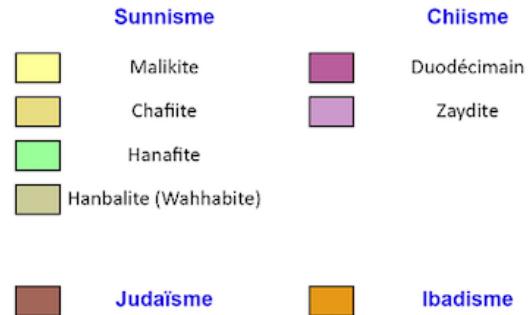 Sunnisme
Malikite
Chafiite
Hanafite
Hanbalite (Wahhabite)
Chiisme
Duodécimain
Zaydite
Judaïsme
Ibadisme